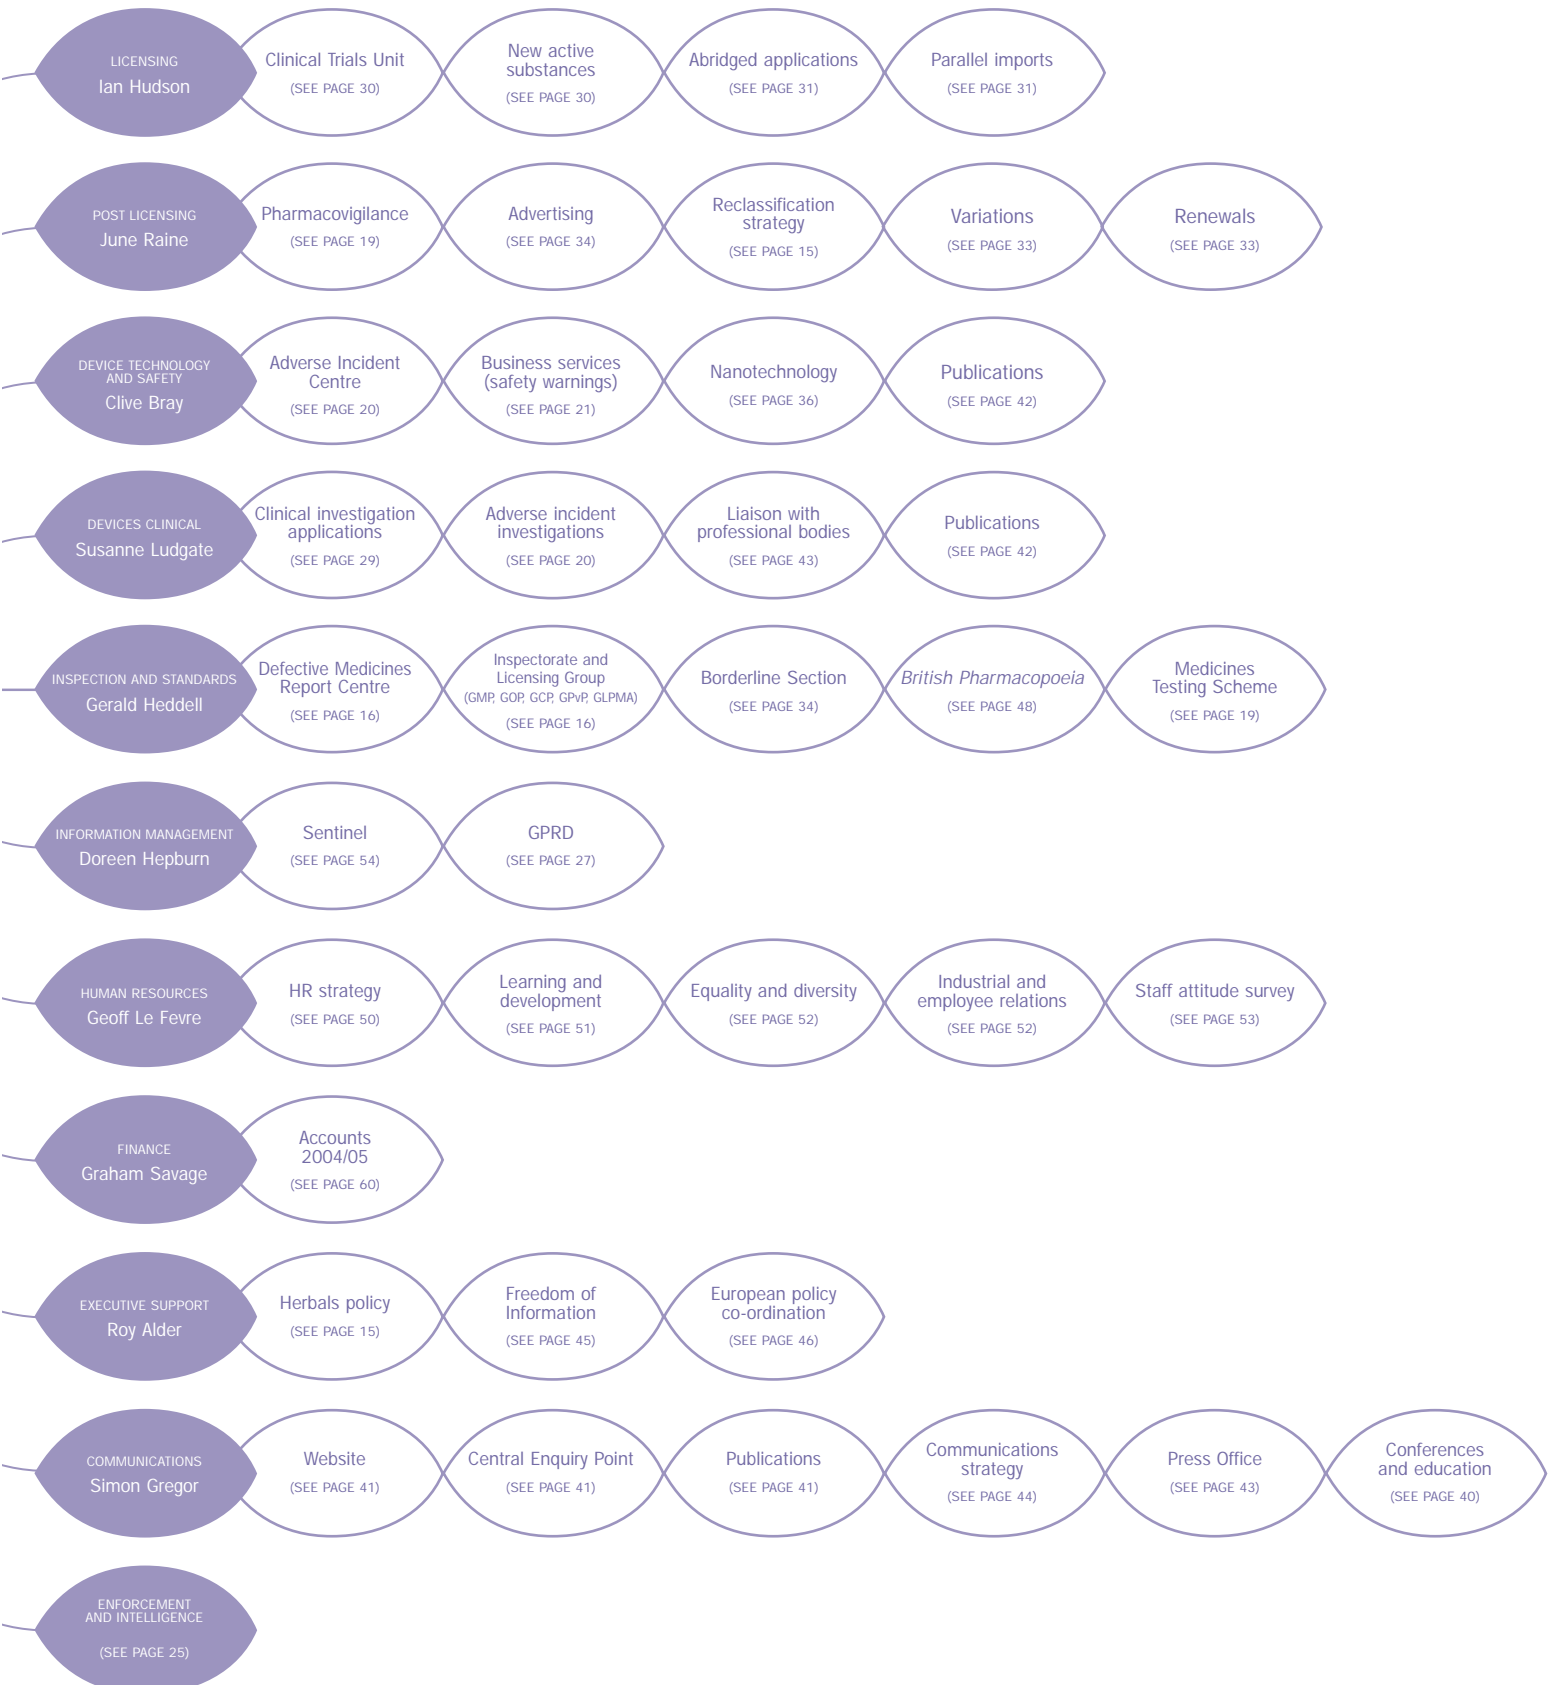 LICENSING
Ian Hudson
Clinical Trials Unit
(SEE PAGE 30)
New active
substances
(SEE PAGE 30)
Abridged applications
(SEE PAGE 31)
Parallel imports
(SEE PAGE 31)
POST LICENSING
June Raine
Pharmacovigilance
(SEE PAGE 19)
Advertising
(SEE PAGE 34)
Reclassification
strategy
(SEE PAGE 15)
Variations
(SEE PAGE 33)
Renewals
(SEE PAGE 33)
DEVICE TECHNOLOGY
AND SAFETY
Clive Bray
Adverse Incident
Centre
(SEE PAGE 20)
Business services
(safety warnings)
(SEE PAGE 21)
Nanotechnology
(SEE PAGE 36)
Publications
(SEE PAGE 42)
DEVICES CLINICAL
Susanne Ludgate
Clinical investigation
applications
(SEE PAGE 29)
Adverse incident
investigations
(SEE PAGE 20)
Liaison with
professional bodies
(SEE PAGE 43)
Publications
(SEE PAGE 42)
INSPECTION AND STANDARDS
Gerald Heddell
Defective Medicines
Report Centre
(SEE PAGE 16)
Inspectorate and
Licensing Group
(GMP, GOP, GCP, GPvP, GLPMA)
(SEE PAGE 16)
Borderline Section
(SEE PAGE 34)
British Pharmacopoeia
(SEE PAGE 48)
Medicines
Testing Scheme
(SEE PAGE 19)
INFORMATION MANAGEMENT
Doreen Hepburn
Sentinel
(SEE PAGE 54)
GPRD
(SEE PAGE 27)
HUMAN RESOURCES
Geoff Le Fevre
HR strategy
(SEE PAGE 50)
Learning and
development
(SEE PAGE 51)
Equality and diversity
(SEE PAGE 52)
Industrial and
employee relations
(SEE PAGE 52)
Staff attitude survey
(SEE PAGE 53)
FINANCE
Graham Savage
Accounts
2004/05
(SEE PAGE 60)
EXECUTIVE SUPPORT
Roy Alder
Herbals policy
(SEE PAGE 15)
Freedom of
Information
(SEE PAGE 45)
European policy
co-ordination
(SEE PAGE 46)
COMMUNICATIONS
Simon Gregor
Website
(SEE PAGE 41)
Central Enquiry Point
(SEE PAGE 41)
Publications
(SEE PAGE 41)
Communications
strategy
(SEE PAGE 44)
Press Office
(SEE PAGE 43)
Conferences
and education
(SEE PAGE 40)
ENFORCEMENT
AND INTELLIGENCE
(SEE PAGE 25)